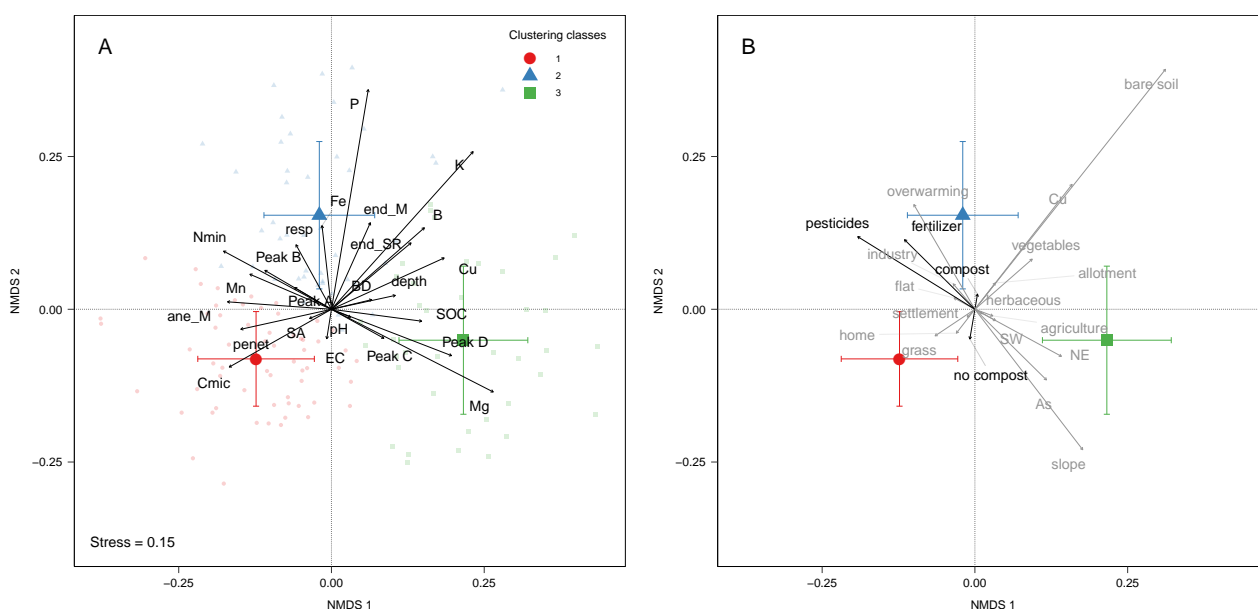 A
Clustering classes
1
2
3
P
K
Fe
end_M
B
resp
Nmin
end_SR
Peak B
Cu
depth
BD
Mn
Peak A
SOC
ane_M
SA
pH
penet
Peak D
EC
Peak C
Cmic
Mg
Stress = 0.15
0.25
0.00
−0.25
NMDS 2
−0.25
0.00
0.25
NMDS 1
B
bare soil
overwarming
Cu
pesticides
fertilizer
vegetables
industry
compost
allotment
flat
herbaceous
settlement
agriculture
home
SW
grass
NE
no compost
As
slope
0.25
0.00
−0.25
NMDS 2
−0.25
0.00
0.25
NMDS 1